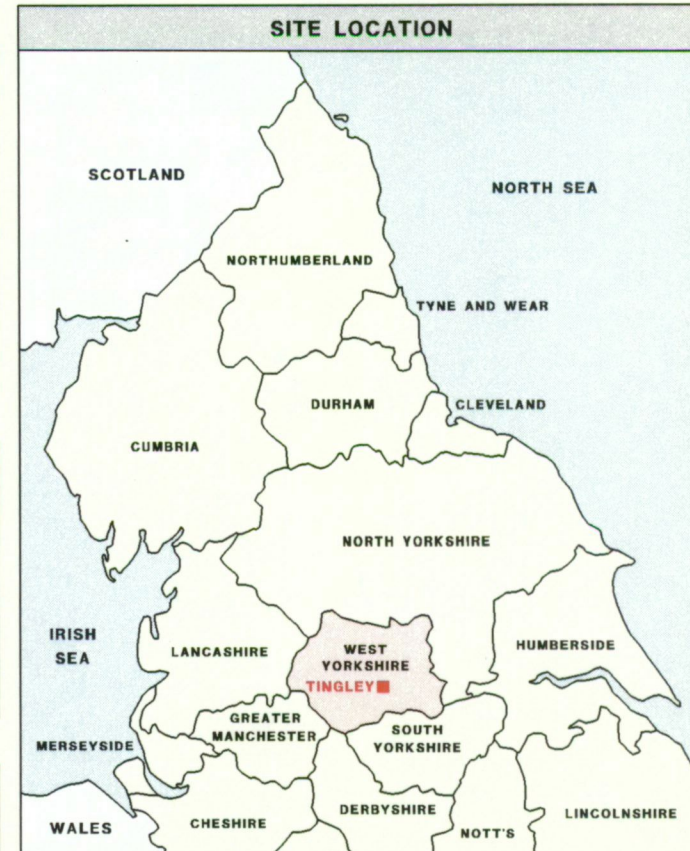 SITE LOCATION
SCOTLAND
NORTH SEA
NORTHUMBERLAND
TYNE AND WEAR
DURHAM
CLEVELAND
CUMBRIA
NORTH YORKSHIRE
IRISH
SEA
LANCASHIRE
WEST
YORKSHIRE
TINGLEY
HUMBERSIDE
GREATER
MANCHESTER
SOUTH
YORKSHIRE
MERSEYSIDE
WALES
CHESHIRE
DERBYSHIRE
NOTT'S
LINCOLNSHIRE